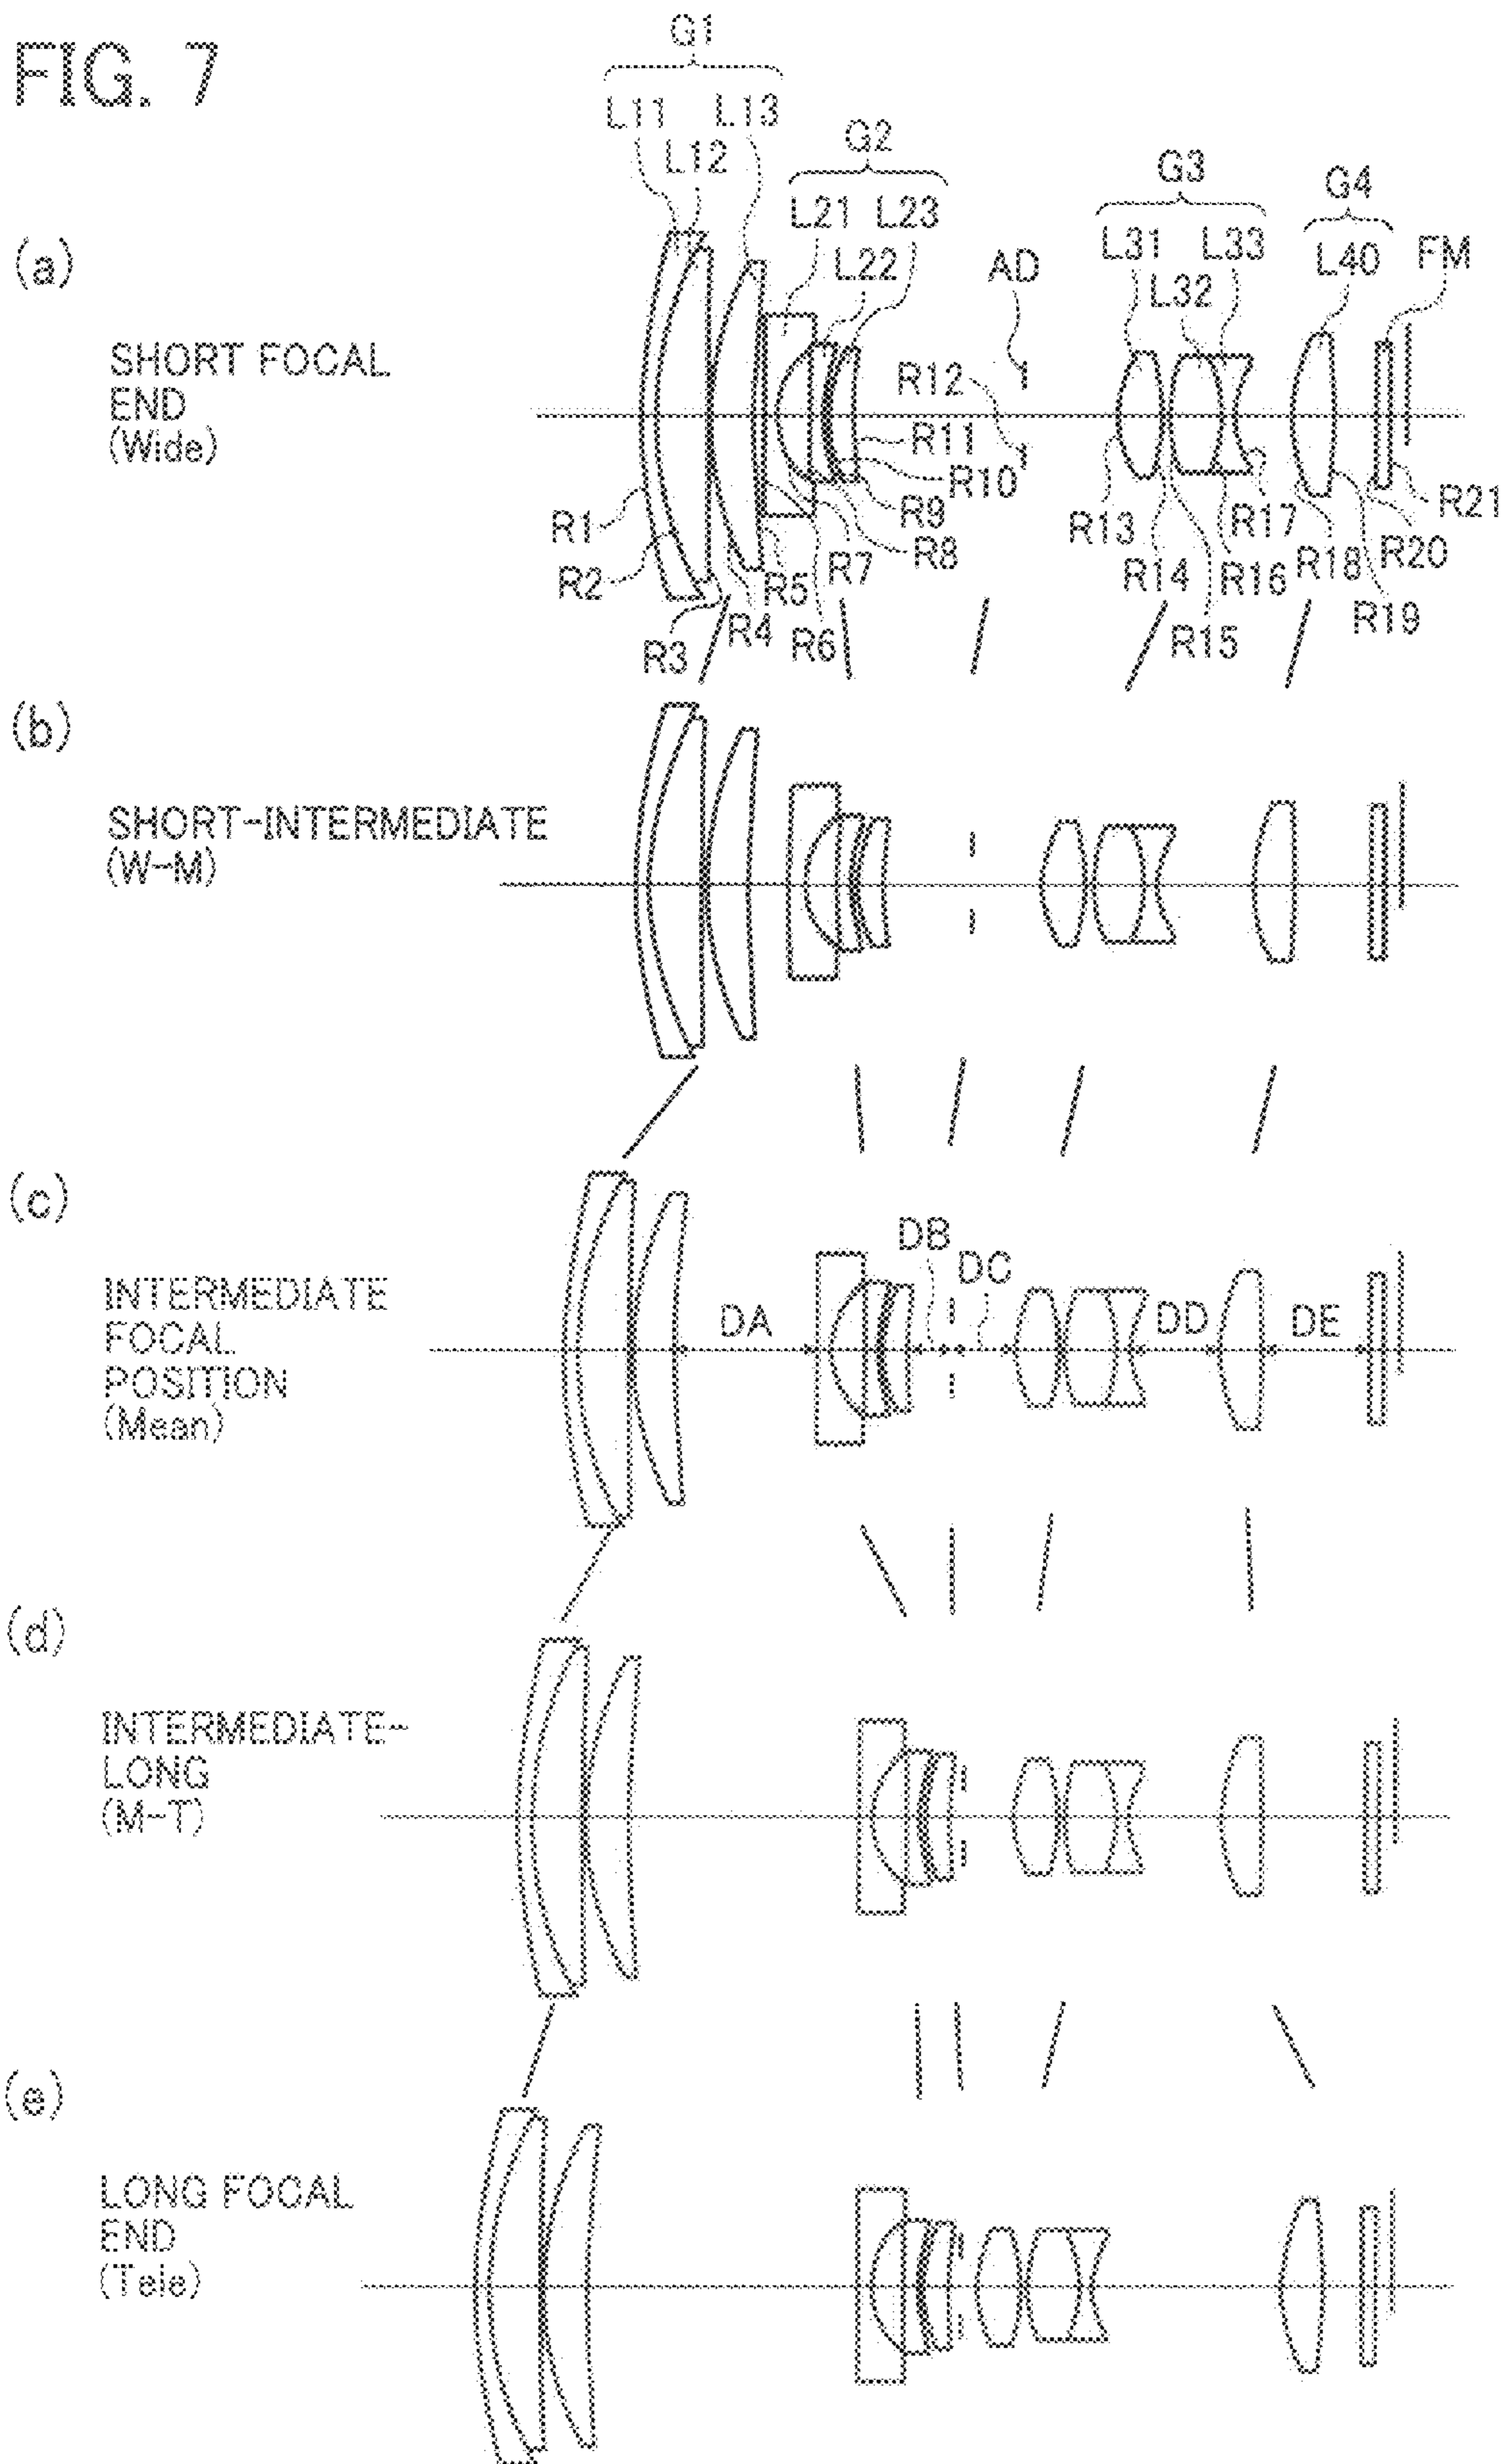 FIG. 7
G1
L11 L13
L12
G2
L21 L23
L22
AD
G3
L31 L33
L32
G4
L40 FM
(a)
SHORT FOCAL
END
(Wide)
R12
R11
R10
R9
R8
R7
R6
R5
R4
R3
R2
R1
R13
R14
R15
R16
R17
R18
R19
R20
R21
(b)
SHORT-INTERMEDIATE
(W-M)
(c)
INTERMEDIATE
FOCAL
POSITION
(Mean)
DA DB DC DD DE
(d)
INTERMEDIATE-
LONG
(M-T)
(e)
LONG FOCAL
END
(Tele)